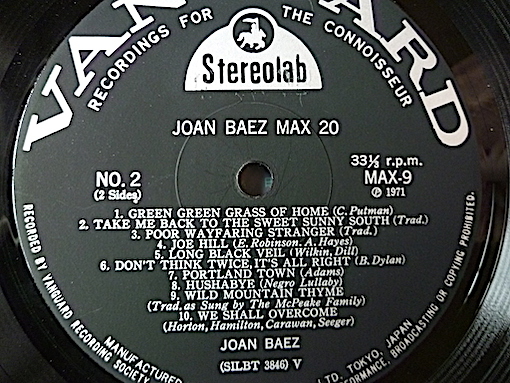 VAN ARD
RECORDINGS FOR THE CONNOISSEUR
Stereolab
JOAN BAEZ MAX 20
33⅓ r.p.m.
NO. 2
MAX-9
(2 Sides)
℗ 1971
1. GREEN GREEN GRASS OF HOME (C. Putman)
2. TAKE ME BACK TO THE SWEET SUNNY SOUTH (Trad.)
3. POOR WAYFARING STRANGER (Trad.)
4. JOE HILL (E. Robinson. A. Hayes)
5. LONG BLACK VEIL (Wilkin, Dill)
6. DON'T THINK TWICE, IT'S ALL RIGHT (B. Dylan)
7. PORTLAND TOWN (Adams)
8. HUSHABYE (Negro Lullaby)
9. WILD MOUNTAIN THYME
(Trad. as Sung by The McPeake Family)
10. WE SHALL OVERCOME
(Horton, Hamilton, Carawan, Seeger)
JOAN BAEZ
(SILBT 3846) V
RECORDED BY VANGUARD RECORDING SOCIETY
MANUFACTURED
LTD. TOKYO, JAPAN
BROADCASTING OR COPYING PROHIBITED.